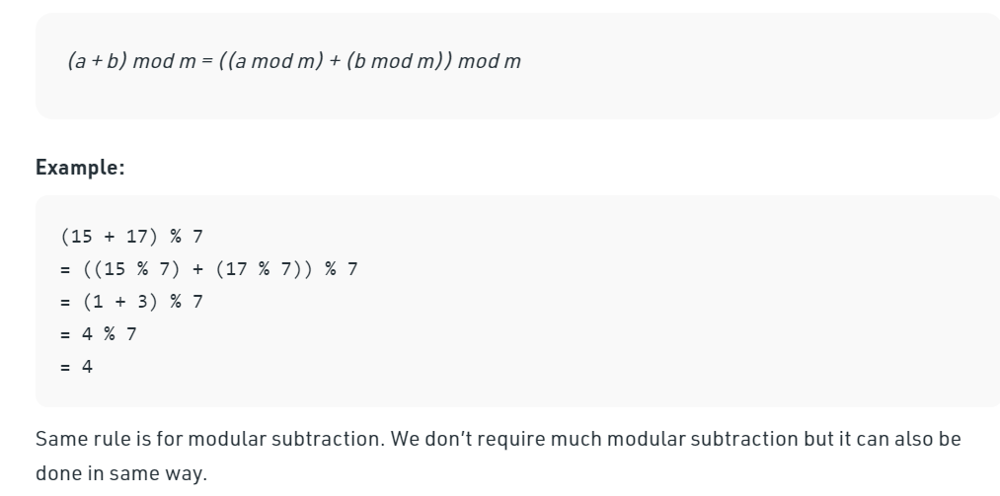 (a + b) mod m = ((a mod m) + (b mod m)) mod m
Example:
(15 + 17) % 7
= ((15 % 7) + (17 % 7)) % 7
= (1 + 3) % 7
= 4 % 7
= 4
Same rule is for modular subtraction. We don’t require much modular subtraction but it can also be
done in same way.